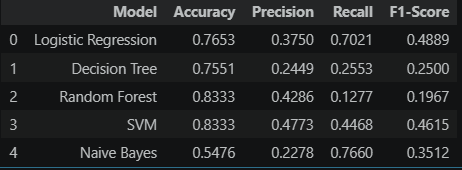 Model Accuracy Precision Recall F1-Score
0 Logistic Regression 0.7653 0.3750 0.7021 0.4889
1 Decision Tree 0.7551 0.2449 0.2553 0.2500
2 Random Forest 0.8333 0.4286 0.1277 0.1967
3 SVM 0.8333 0.4773 0.4468 0.4615
4 Naive Bayes 0.5476 0.2278 0.7660 0.3512